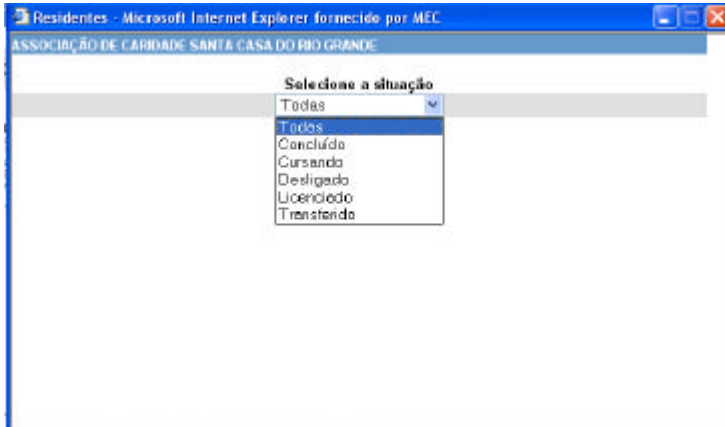 Residentes - Microsoft Internet Explorer fornecido por MEC
ASSOCIAÇÃO DE CARIDADE SANTA CASA DO RIO GRANDE
Selecione a situação
Todas
Todas
Concluído
Cursando
Desligado
Licenciado
Transferido